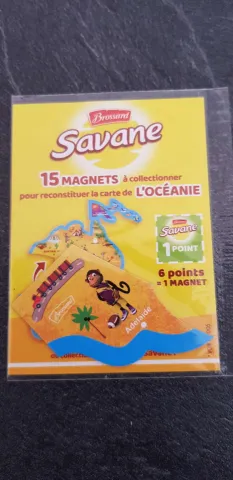 Brossard
Savane
15 MAGNETS à collectionner
pour reconstituer la carte de L'OCÉANIE
Savane
1 POINT
6 points
= 1 MAGNET
Brossard
Adelaide